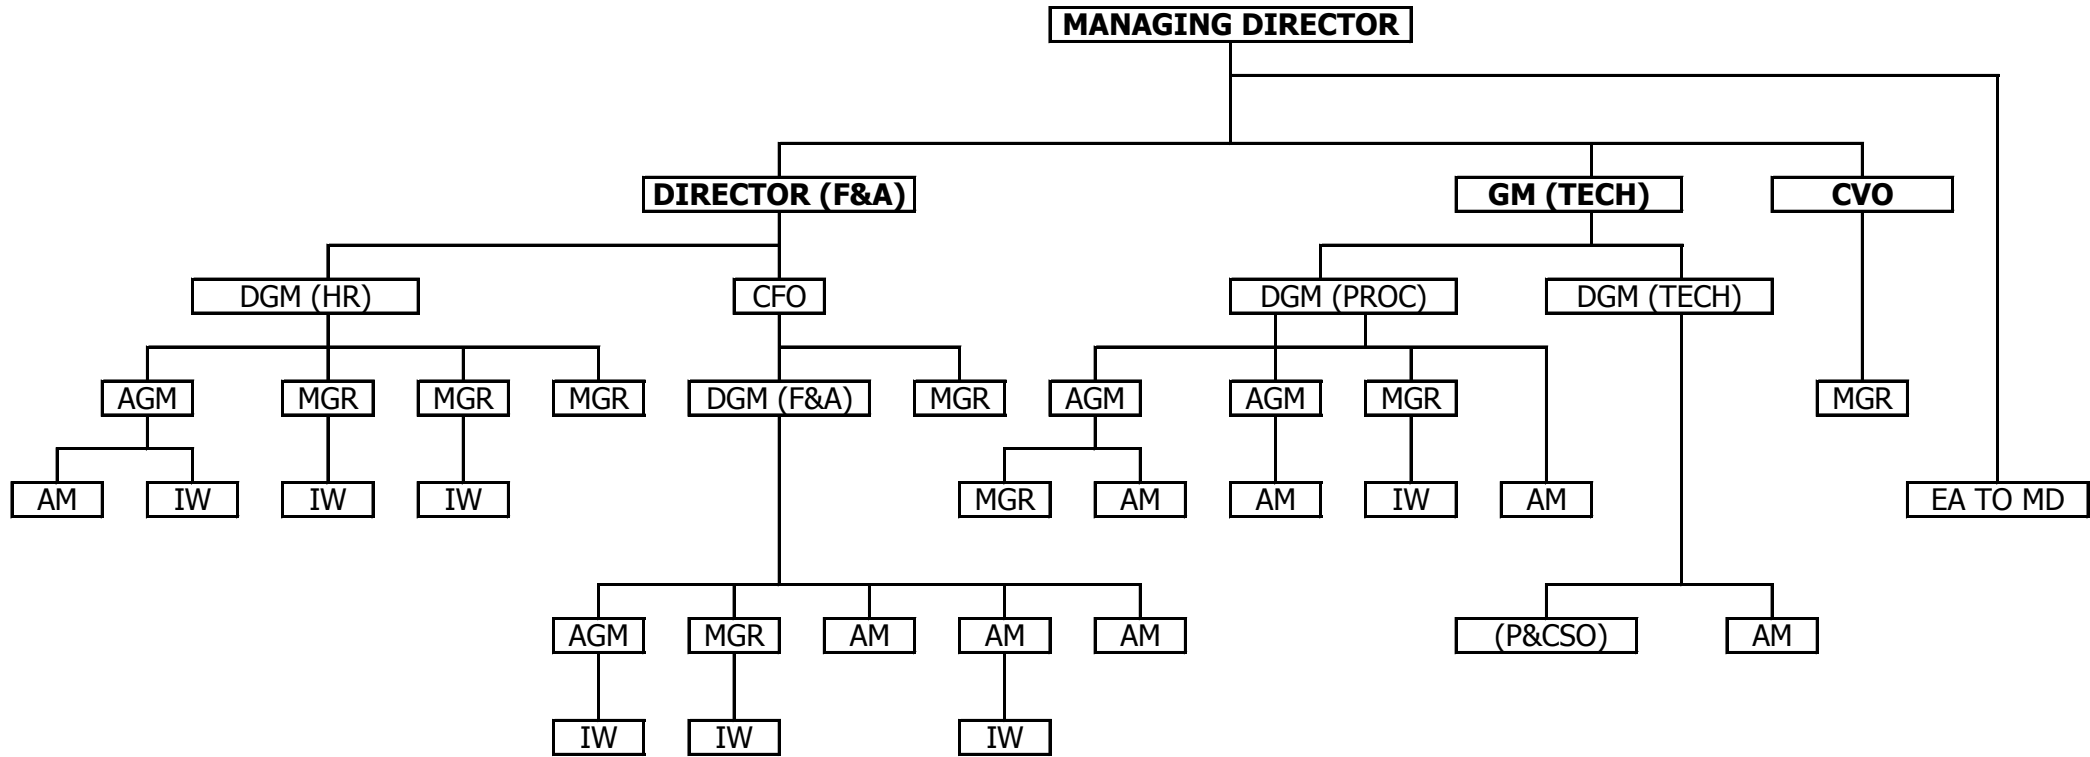 MANAGING DIRECTOR
DIRECTOR (F&A) GM (TECH) CVO
DGM (HR) CFO DGM (PROC) DGM (TECH)
AGM MGR MGR MGR DGM (F&A) MGR AGM AGM MGR MGR
AM IW IW IW MGR AM AM IW AM EA TO MD
AGM MGR AM AM AM (P&CSO) AM
IW IW IW